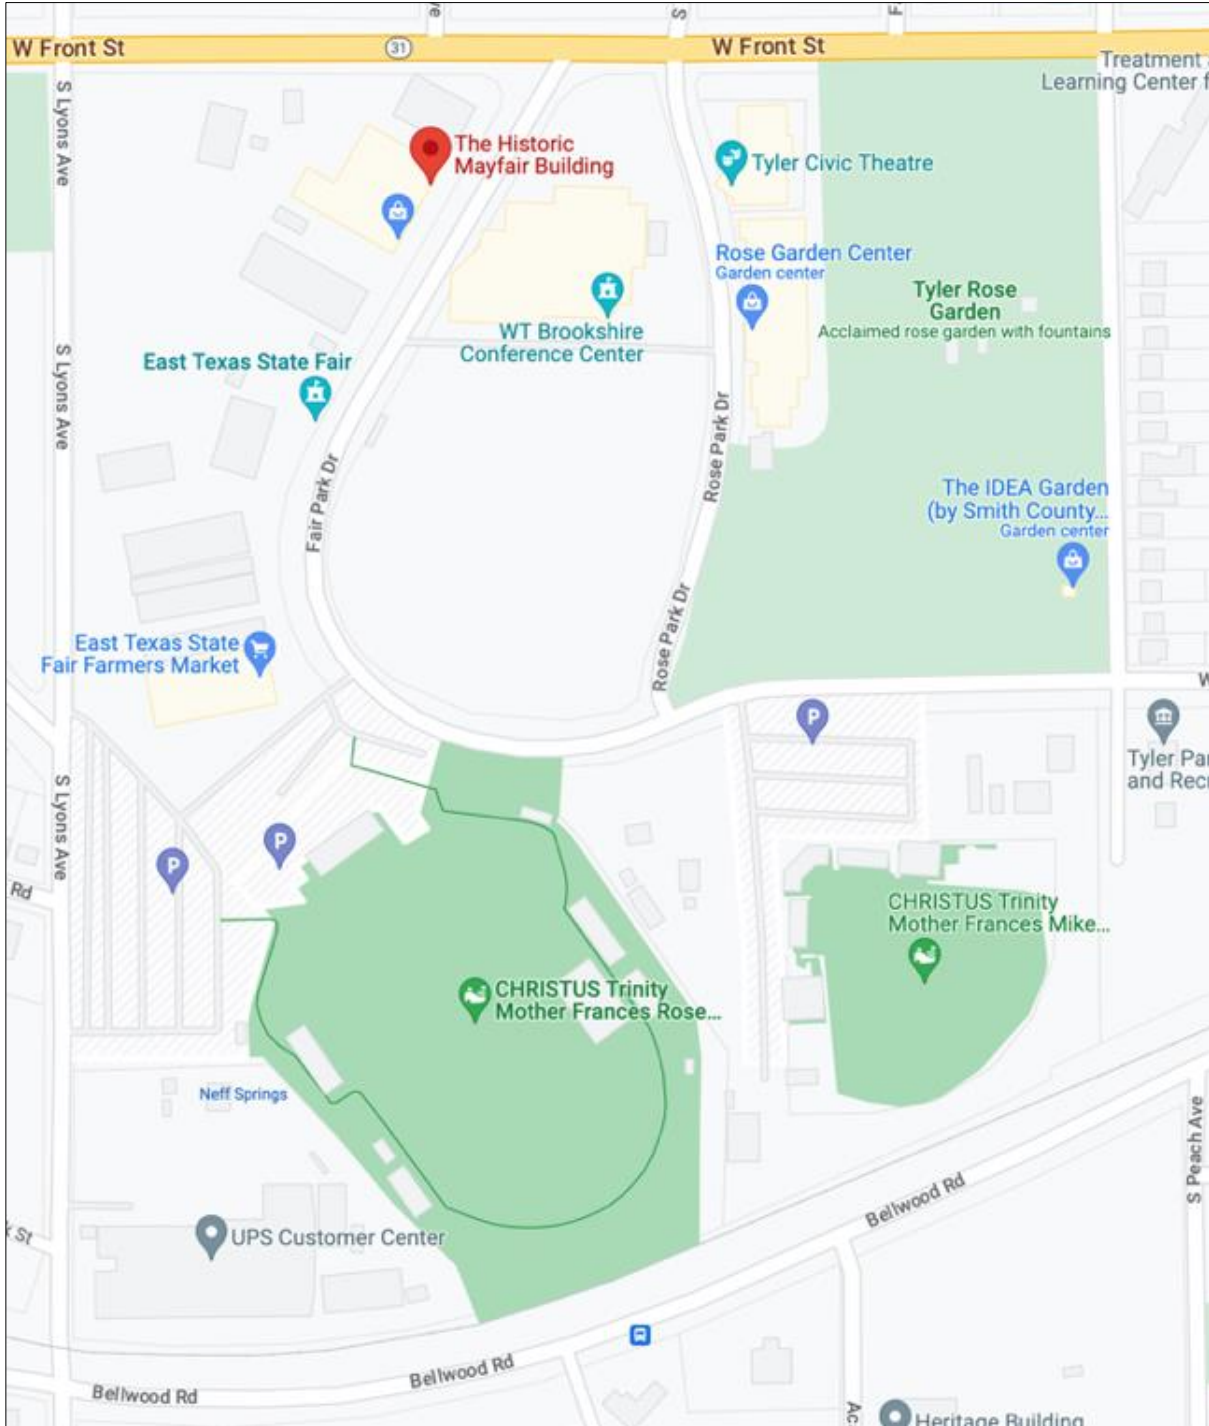 ve
S
F
W Front St
31
W Front St
Treatment
Learning Center f
S Lyons Ave
The Historic
Mayfair Building
Tyler Civic Theatre
Rose Garden Center
Garden center
Tyler Rose
Garden
Acclaimed rose garden with fountains
WT Brookshire
Conference Center
East Texas State Fair
S Lyons Ave
Rose Park Dr
Fair Park Dr
The IDEA Garden
(by Smith County...
Garden center
Rose Park Dr
East Texas State
Fair Farmers Market
W
P
Tyler Par
and Recr
S Lyons Ave
P
P
Rd
CHRISTUS Trinity
Mother Frances Mike...
CHRISTUS Trinity
Mother Frances Rose...
Neff Springs
S Peach Ave
Bellwood Rd
k St
UPS Customer Center
Bellwood Rd
Bellwood Rd
Ac
Heritage Building